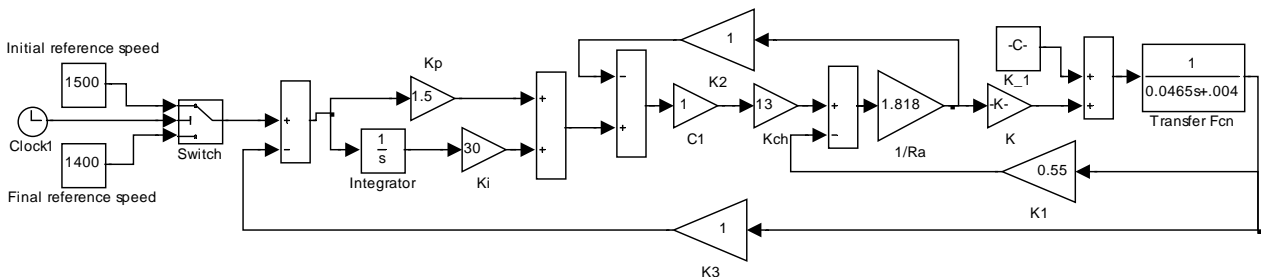 Initial reference speed
1500
Clock1
1400
Final reference speed
Switch
+
−
Kp
1.5
1
s
Integrator
30
Ki
+
+
−
+
1
K2
1
C1
13
Kch
+
−
1.818
1/Ra
-K-
K
-C-
K_1
+
+
1
0.0465s+.004
Transfer Fcn
0.55
K1
1
K3